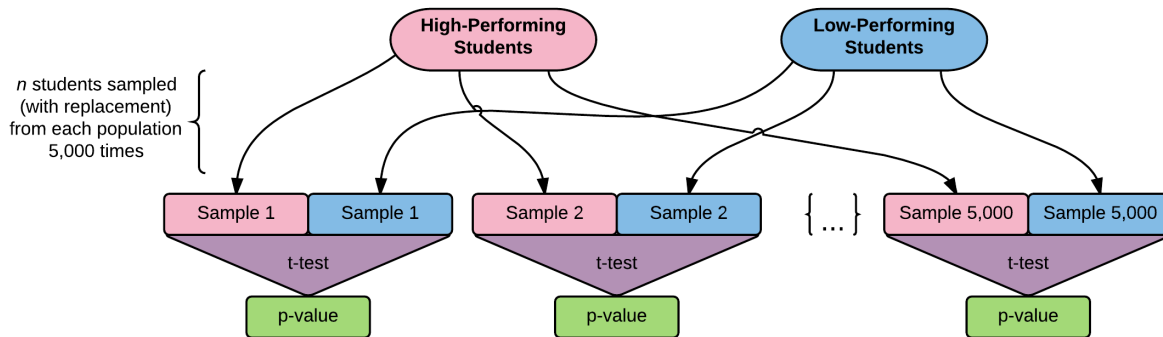 High-Performing
Students
Low-Performing
Students
n students sampled
(with replacement)
from each population
5,000 times
Sample 1
Sample 1
Sample 2
Sample 2
{...}
Sample 5,000
Sample 5,000
t-test
t-test
t-test
p-value
p-value
p-value